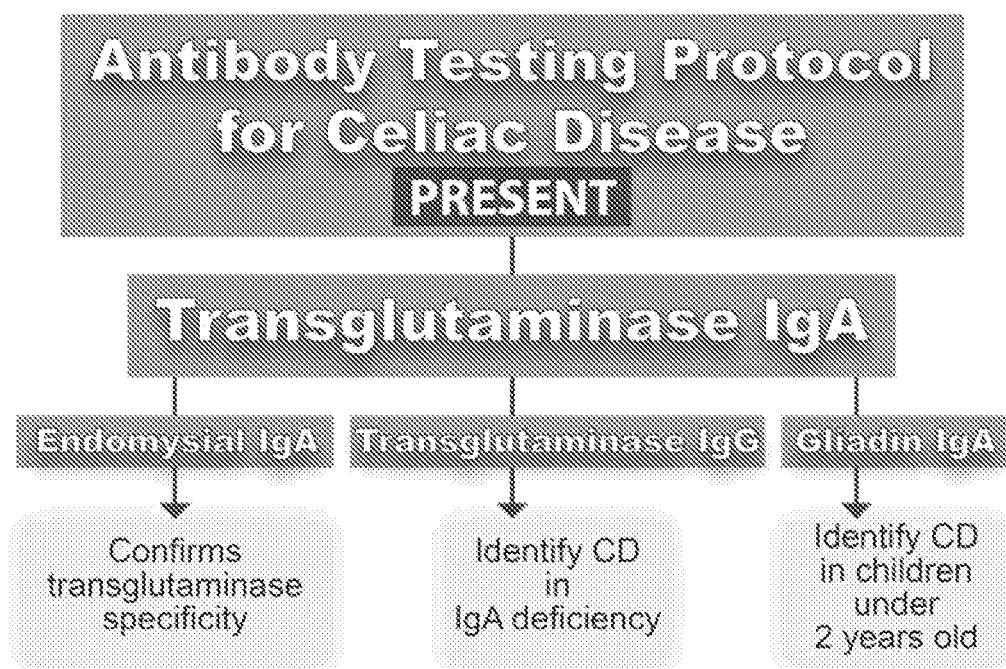 Antibody Testing Protocol
for Celiac Disease
PRESENT
Transglutaminase IgA
Endomysial IgA
Transglutaminase IgG
Gliadin IgA
Confirms
transglutaminase
specificity
Identify CD
in
IgA deficiency
Identify CD
in children
under
2 years old